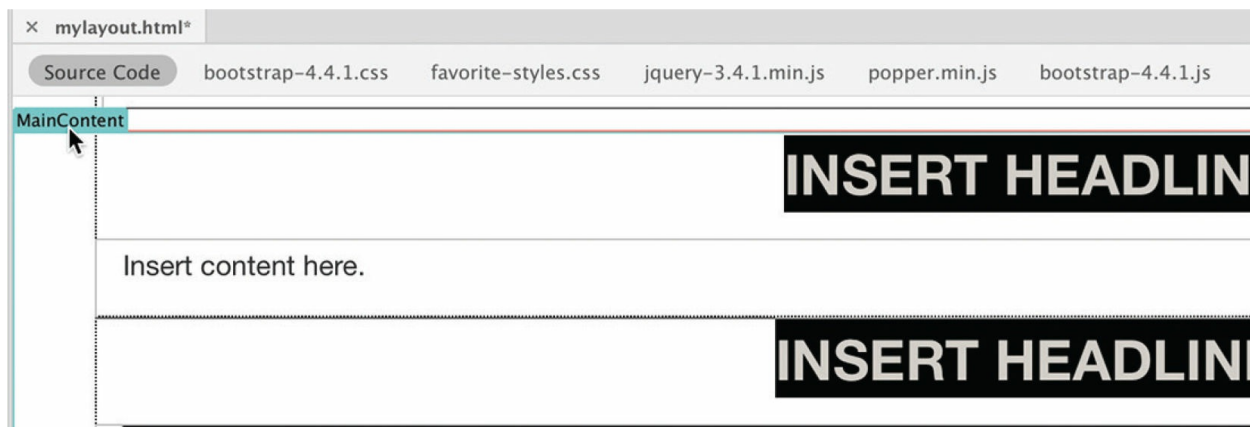 × mylayout.html*
Source Code bootstrap-4.4.1.css favorite-styles.css jquery-3.4.1.min.js popper.min.js bootstrap-4.4.1.js
MainContent
INSERT HEADLIN
Insert content here.
INSERT HEADLIN